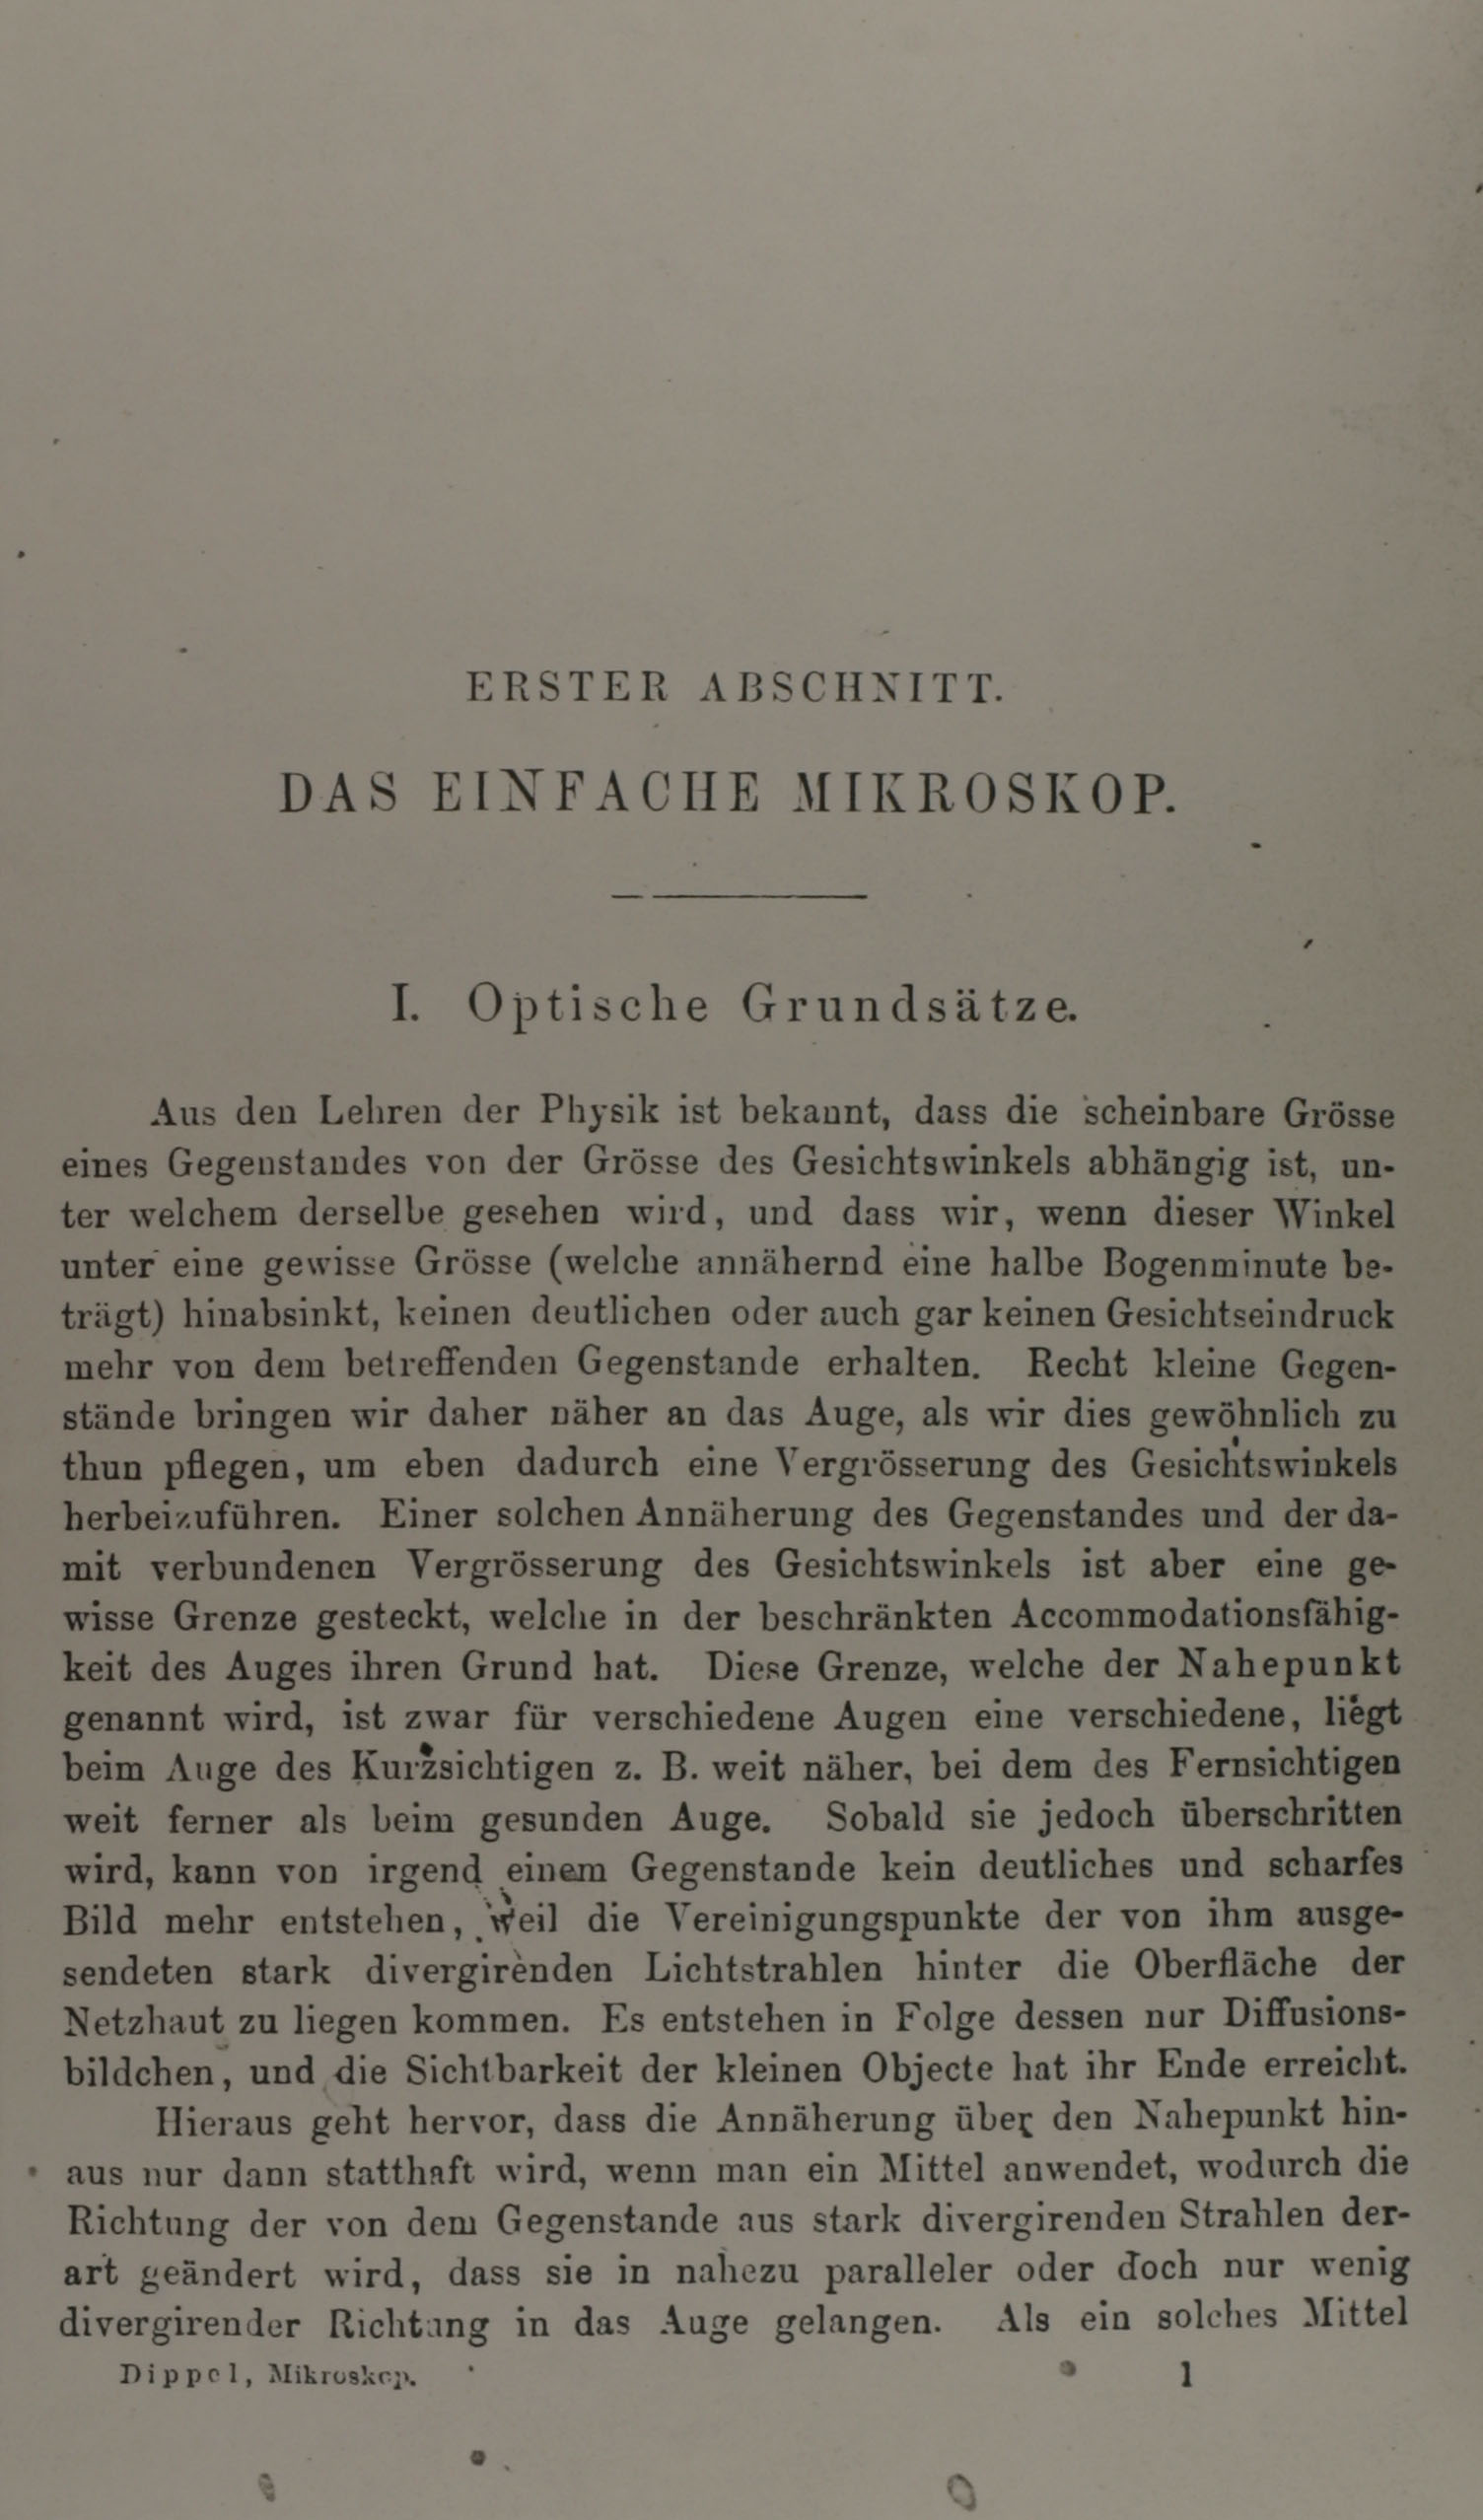 ERSTER ABSCHNITT.
DAS EINFACHE MIKROSKOP.
I. Optische Grundsätze.
Aus den Lehren der Physik ist bekannt, dass die scheinbare Grösse
eines Gegenstandes von der Grösse des Gesichtswinkels abhängig ist, un-
ter welchem derselbe gesehen wird, und dass wir, wenn dieser Winkel
unter eine gewisse Grösse (welche annähernd eine halbe Bogenminute be-
trägt) hinabsinkt, keinen deutlichen oder auch gar keinen Gesichtseindruck
mehr von dem betreffenden Gegenstande erhalten. Recht kleine Gegen-
stände bringen wir daher näher an das Auge, als wir dies gewöhnlich zu
thun pflegen, um eben dadurch eine Vergrösserung des Gesichtswinkels
herbeizuführen. Einer solchen Annäherung des Gegenstandes und der da-
mit verbundenen Vergrösserung des Gesichtswinkels ist aber eine ge-
wisse Grenze gesteckt, welche in der beschränkten Accommodationsfähig-
keit des Auges ihren Grund hat. Diese Grenze, welche der Nahepunkt
genannt wird, ist zwar für verschiedene Augen eine verschiedene, liegt
beim Auge des Kurzsichtigen z. B. weit näher, bei dem des Fernsichtigen
weit ferner als beim gesunden Auge. Sobald sie jedoch überschritten
wird, kann von irgend einem Gegenstande kein deutliches und scharfes
Bild mehr entstehen, weil die Vereinigungspunkte der von ihm ausge-
sendeten stark divergirenden Lichtstrahlen hinter die Oberfläche der
Netzhaut zu liegen kommen. Es entstehen in Folge dessen nur Diffusions-
bildchen, und die Sichtbarkeit der kleinen Objecte hat ihr Ende erreicht.
Hieraus geht hervor, dass die Annäherung über den Nahepunkt hin-
aus nur dann statthaft wird, wenn man ein Mittel anwendet, wodurch die
Richtung der von dem Gegenstande aus stark divergirenden Strahlen der-
art geändert wird, dass sie in nahezu paralleler oder doch nur wenig
divergirender Richtung in das Auge gelangen. Als ein solches Mittel
Dippel, Mikroskop. 1